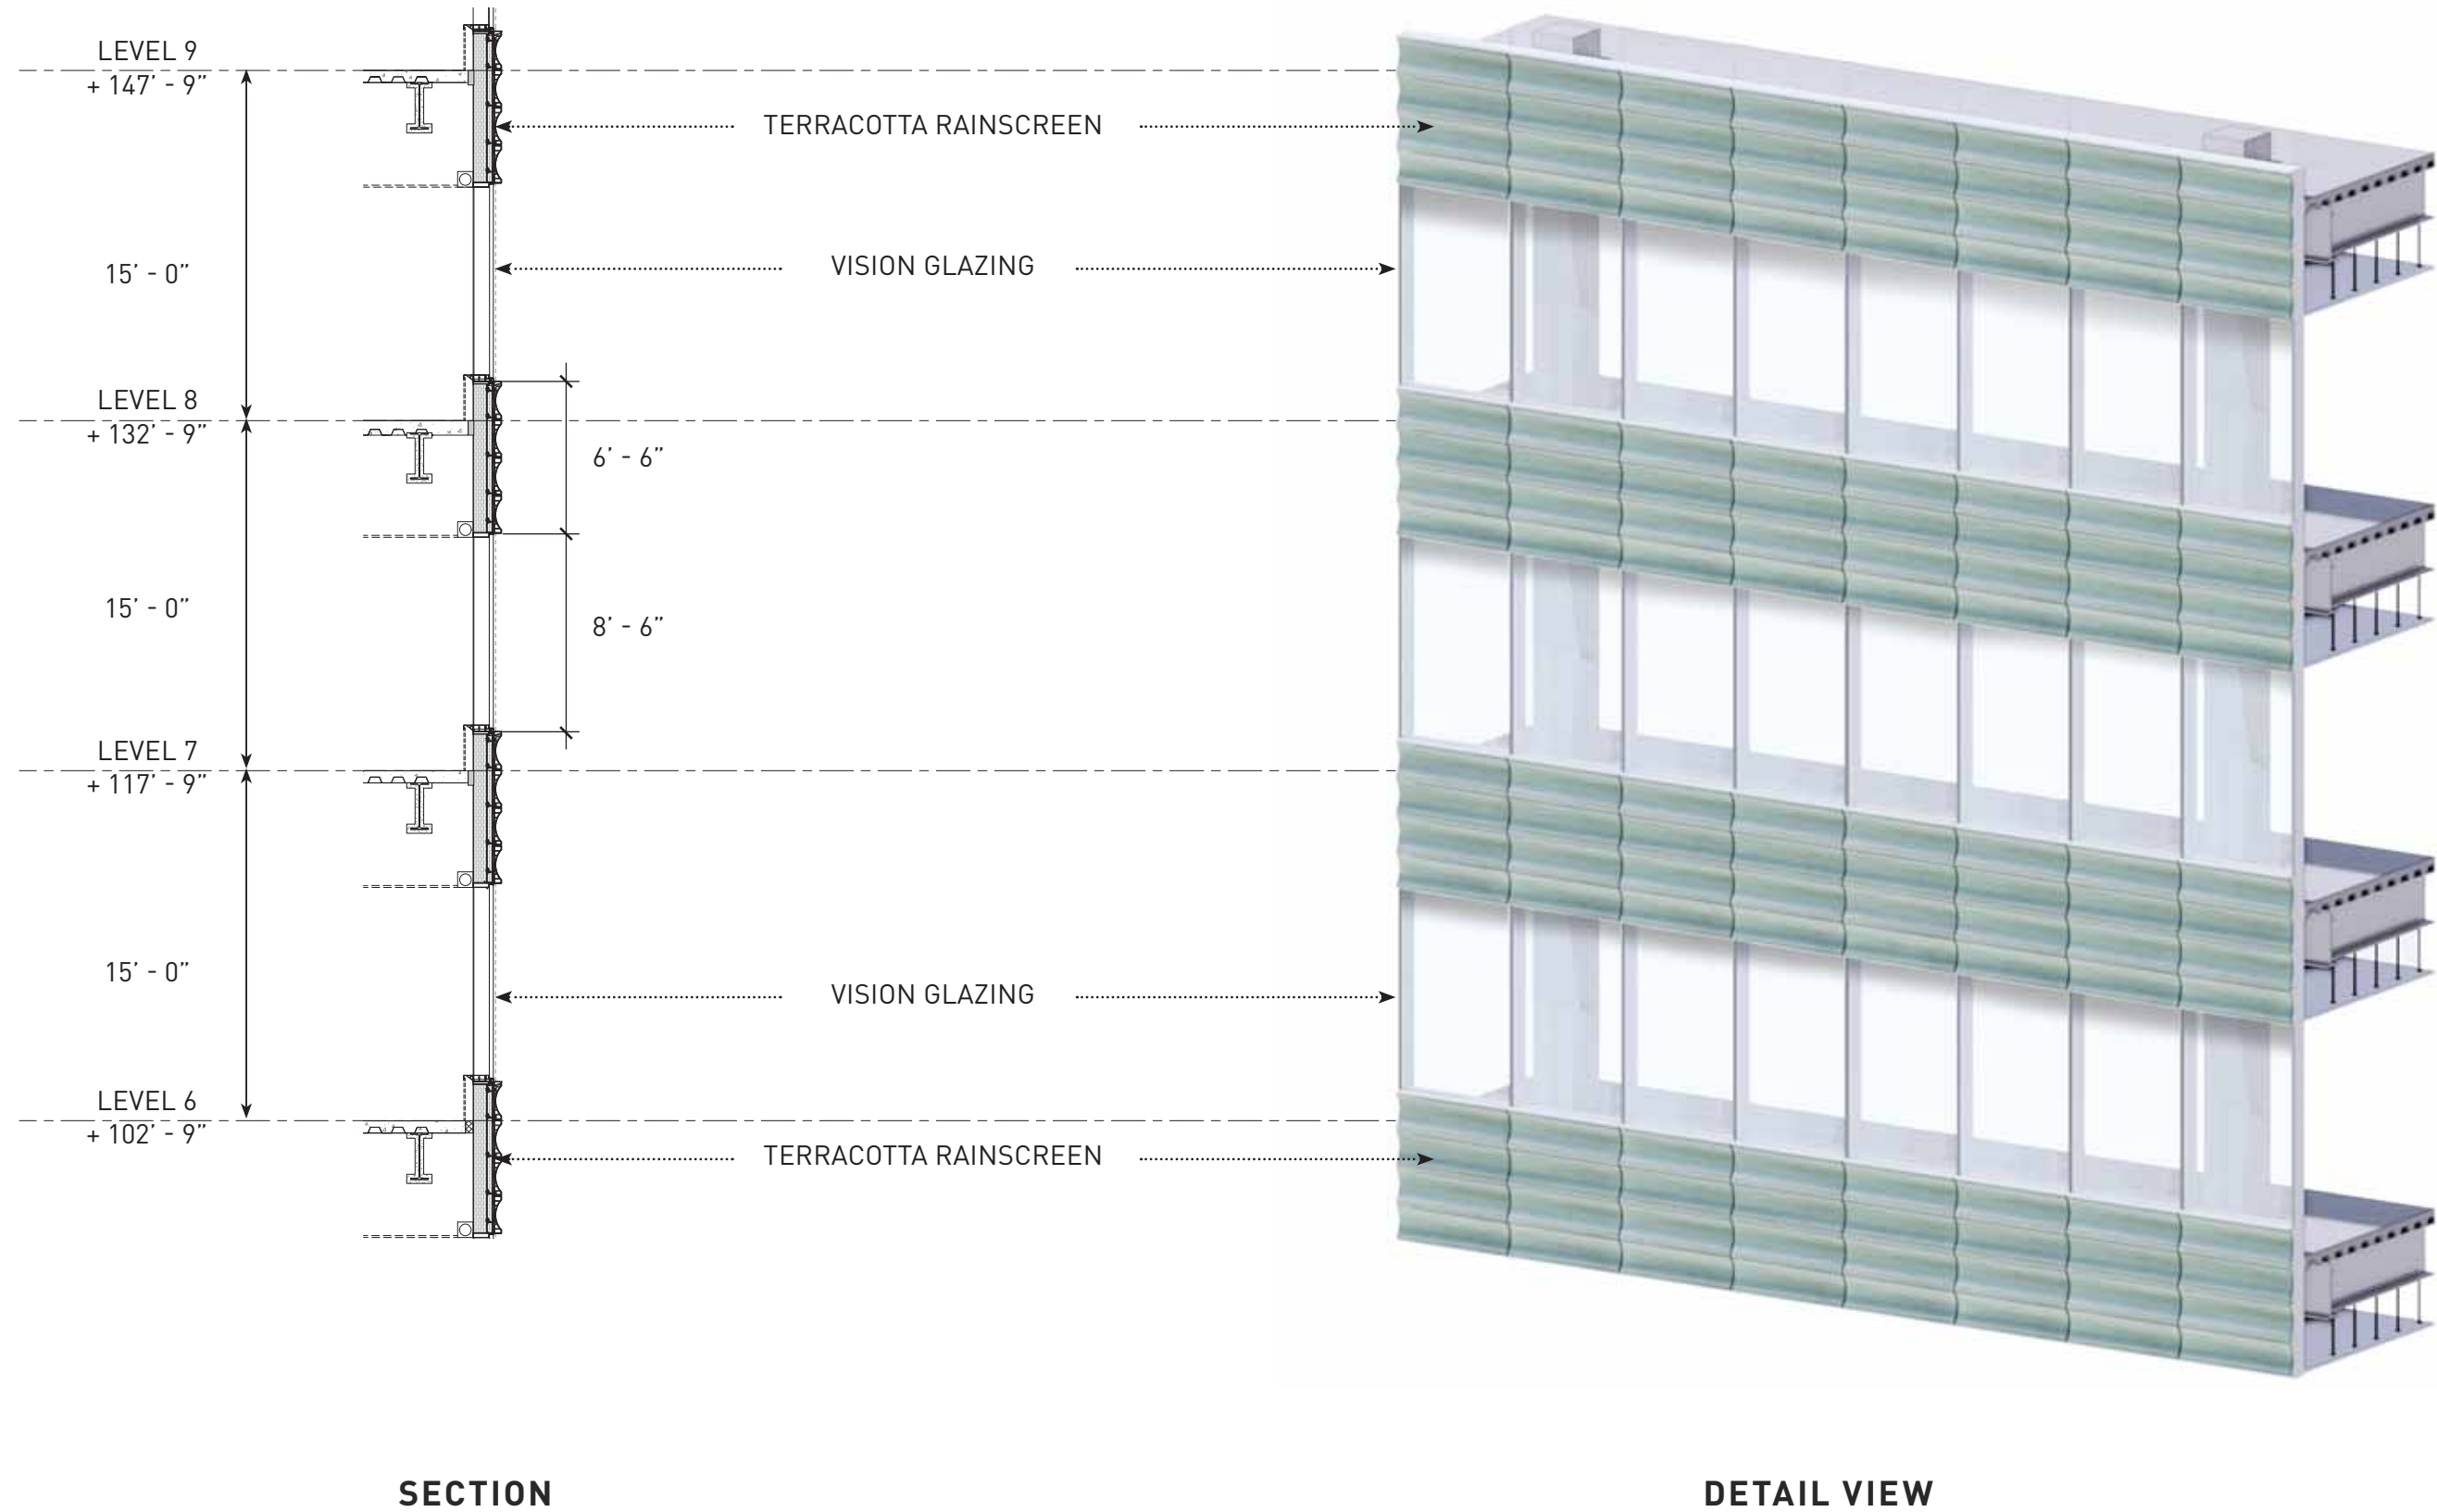 LEVEL 9
+ 147’ - 9”
TERRACOTTA RAINSCREEN
15’ - 0”
VISION GLAZING
LEVEL 8
+ 132’ - 9”
6’ - 6”
15’ - 0”
8’ - 6”
LEVEL 7
+ 117’ - 9”
15’ - 0”
VISION GLAZING
LEVEL 6
+ 102’ - 9”
TERRACOTTA RAINSCREEN
SECTION
DETAIL VIEW